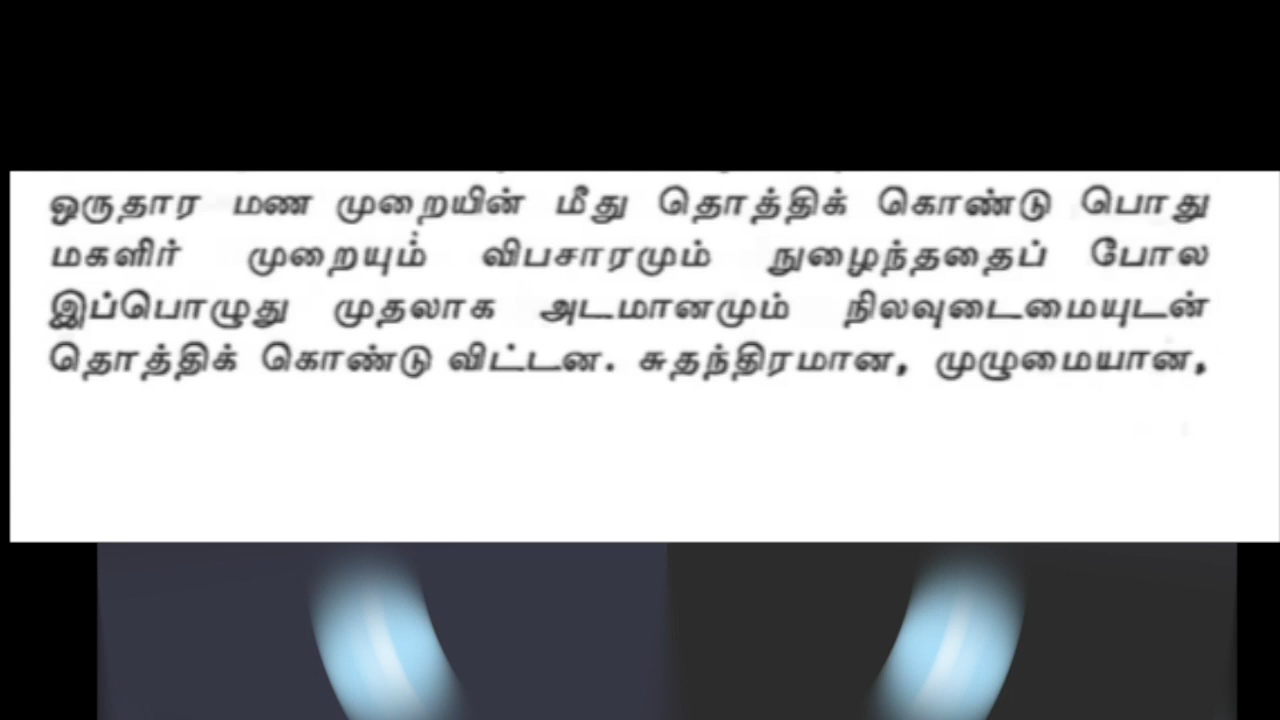 ஒருதார மண முறையின் மீது தொத்திக் கொண்டு பொது
மகளிர் முறையும் விபசாரமும் நுழைந்ததைப் போல
இப்பொழுது முதலாக அடமானமும் நிலவுடைமையுடன்
தொத்திக் கொண்டு விட்டன. சுதந்திரமான, முழுமையான,